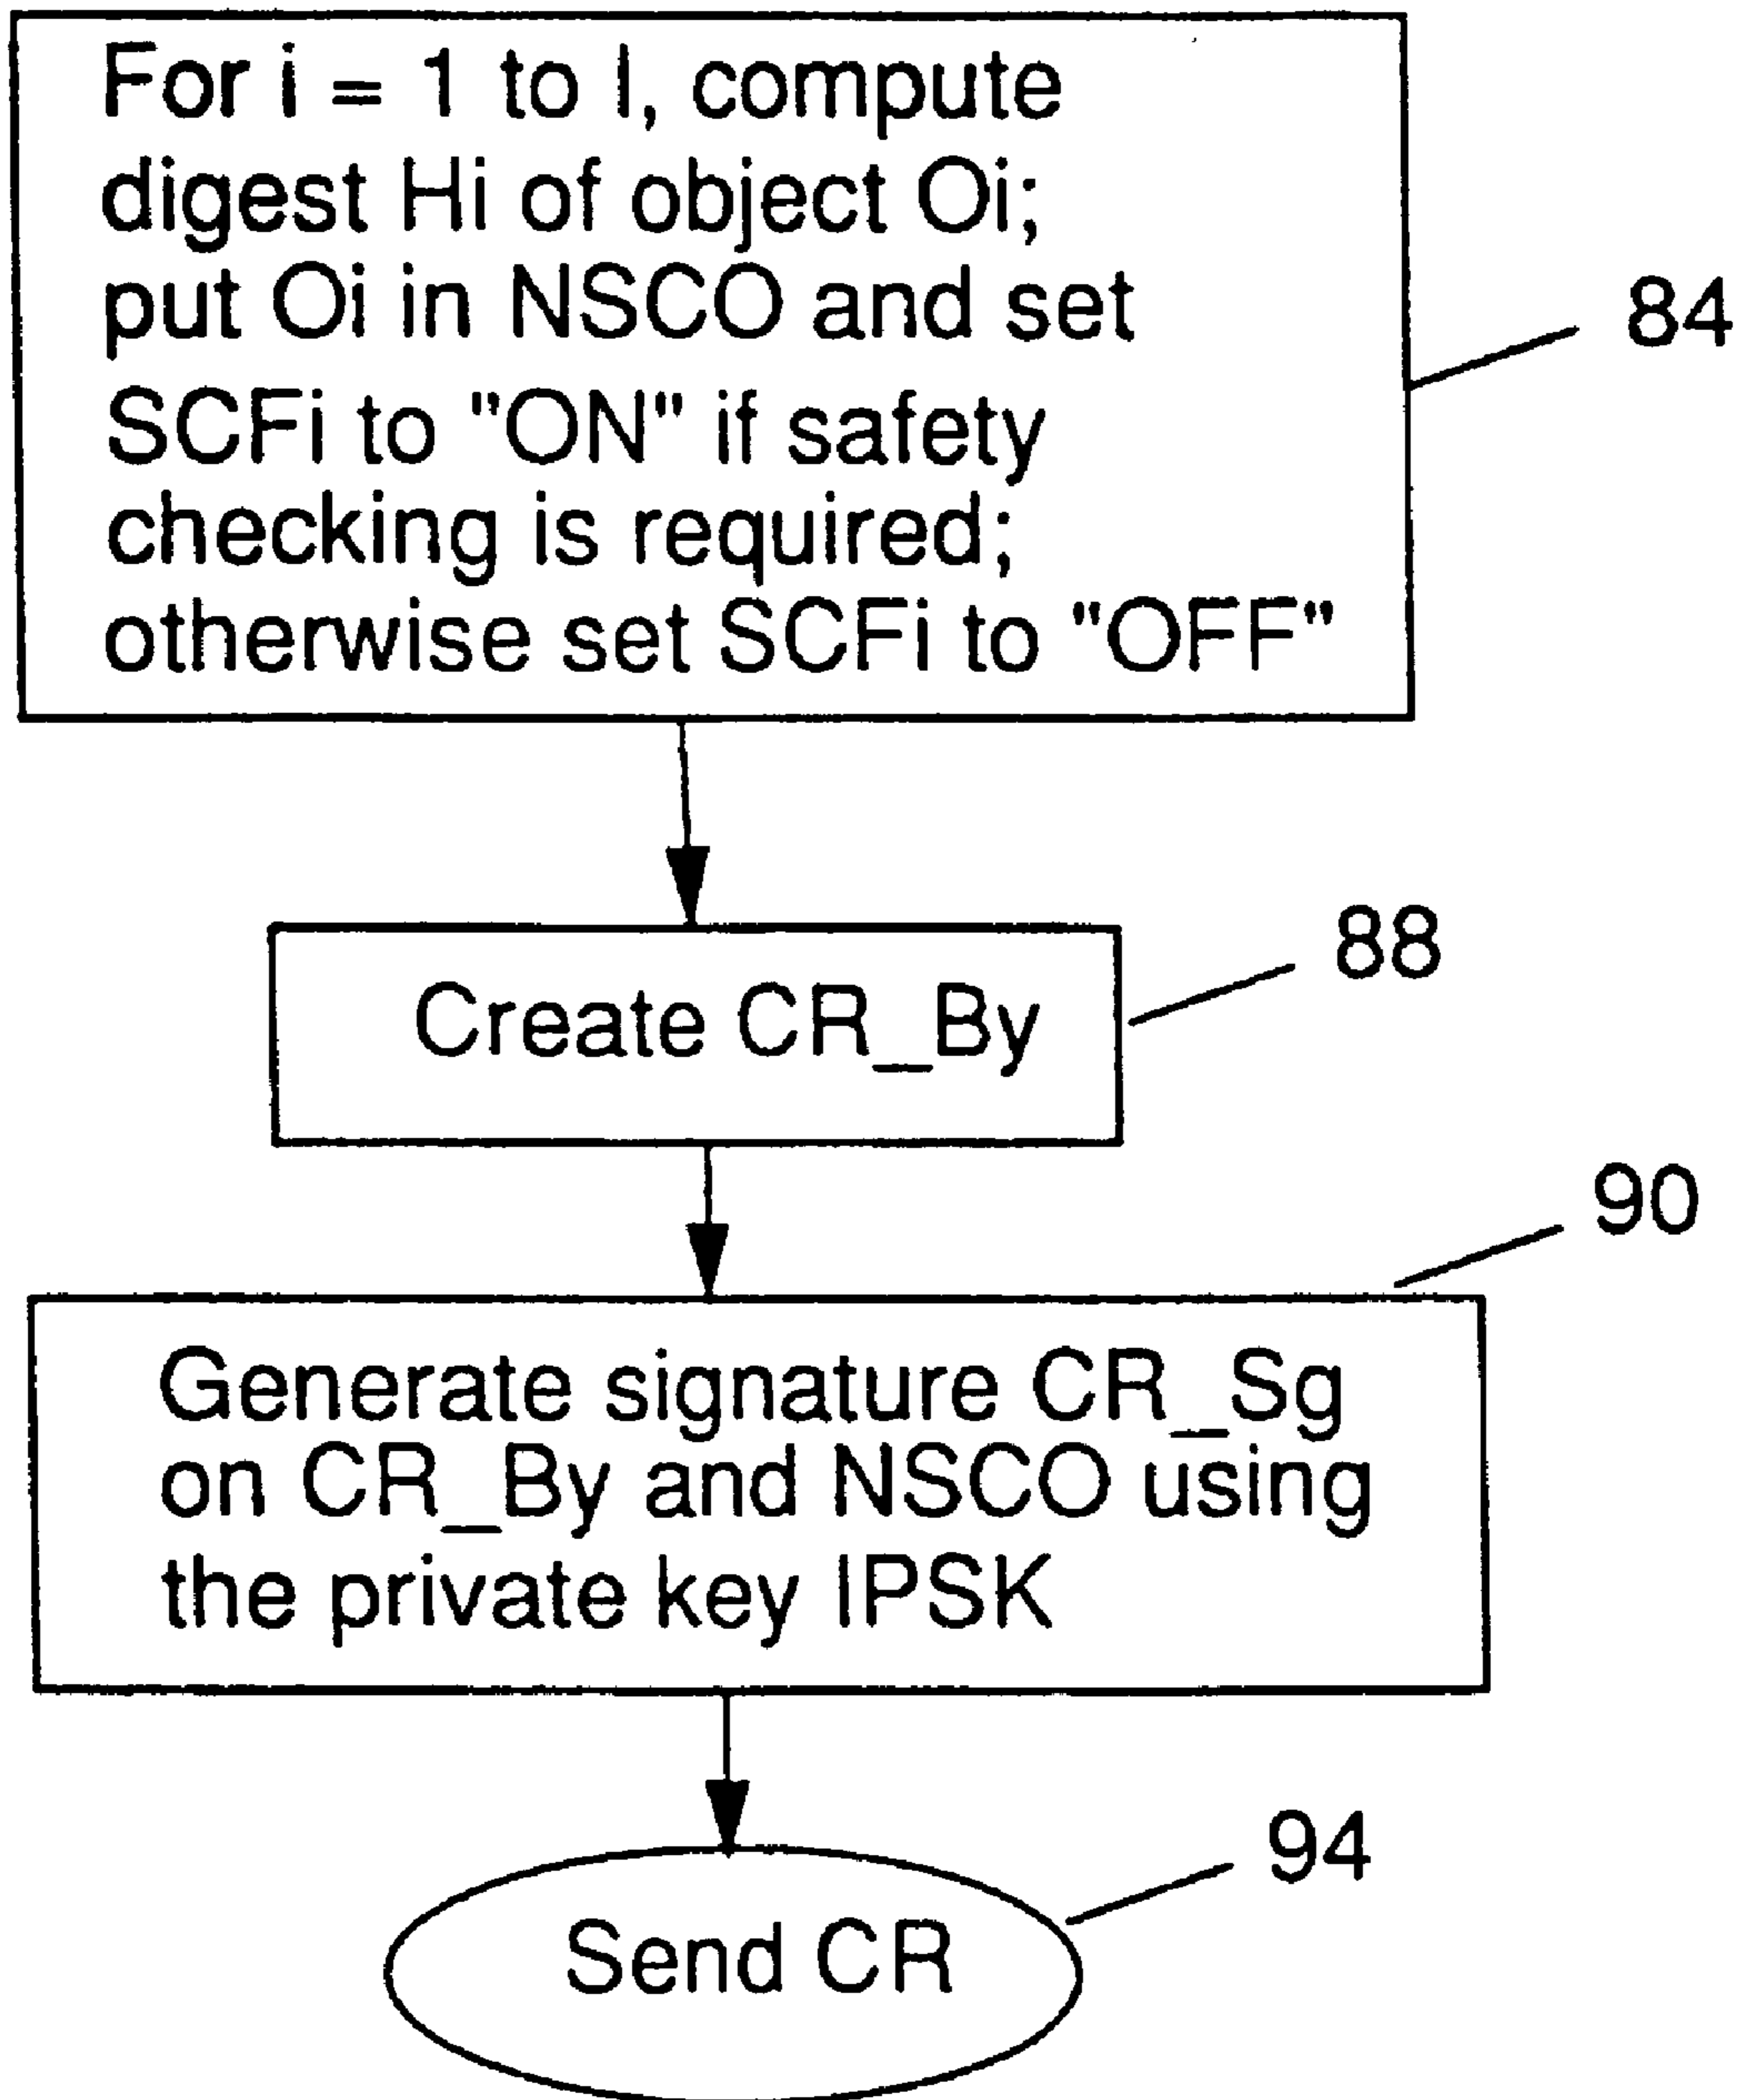 For i = 1 to I, compute
digest Hi of object Oi;
put Oi in NSCO and set
SCFi to "ON" if safety
checking is required;
otherwise set SCFi to "OFF"
84
Create CR_By
88
90
Generate signature CR_Sg
on CR_By and NSCO using
the private key IPSK
94
Send CR